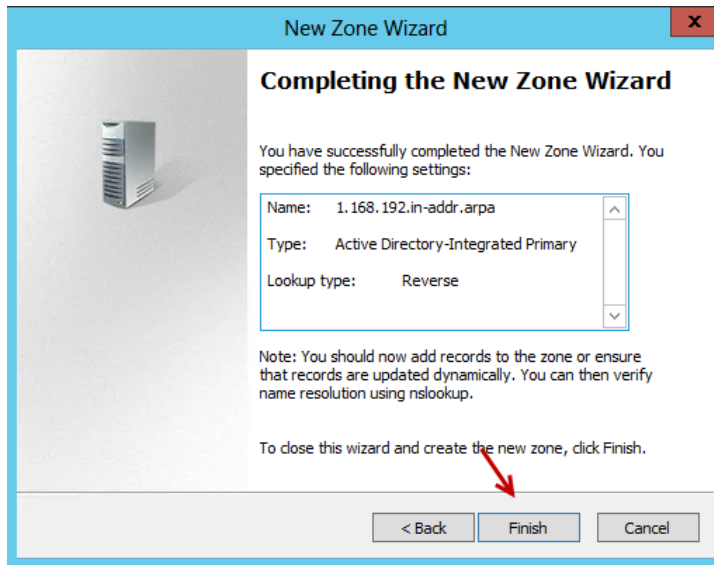 New Zone Wizard
x
Completing the New Zone Wizard
You have successfully completed the New Zone Wizard. You
specified the following settings:
Name: 1.168.192.in-addr.arpa
Type: Active Directory-Integrated Primary
Lookup type: Reverse
Note: You should now add records to the zone or ensure
that records are updated dynamically. You can then verify
name resolution using nslookup.
To close this wizard and create the new zone, click Finish.
< Back Finish Cancel